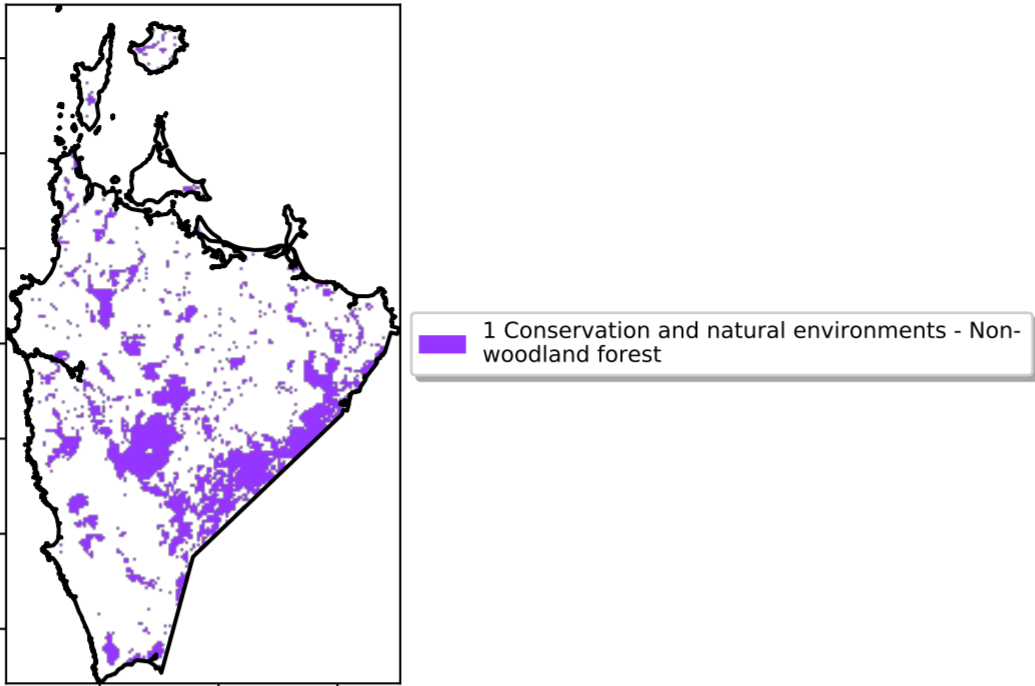 1 Conservation and natural environments - Non-
woodland forest